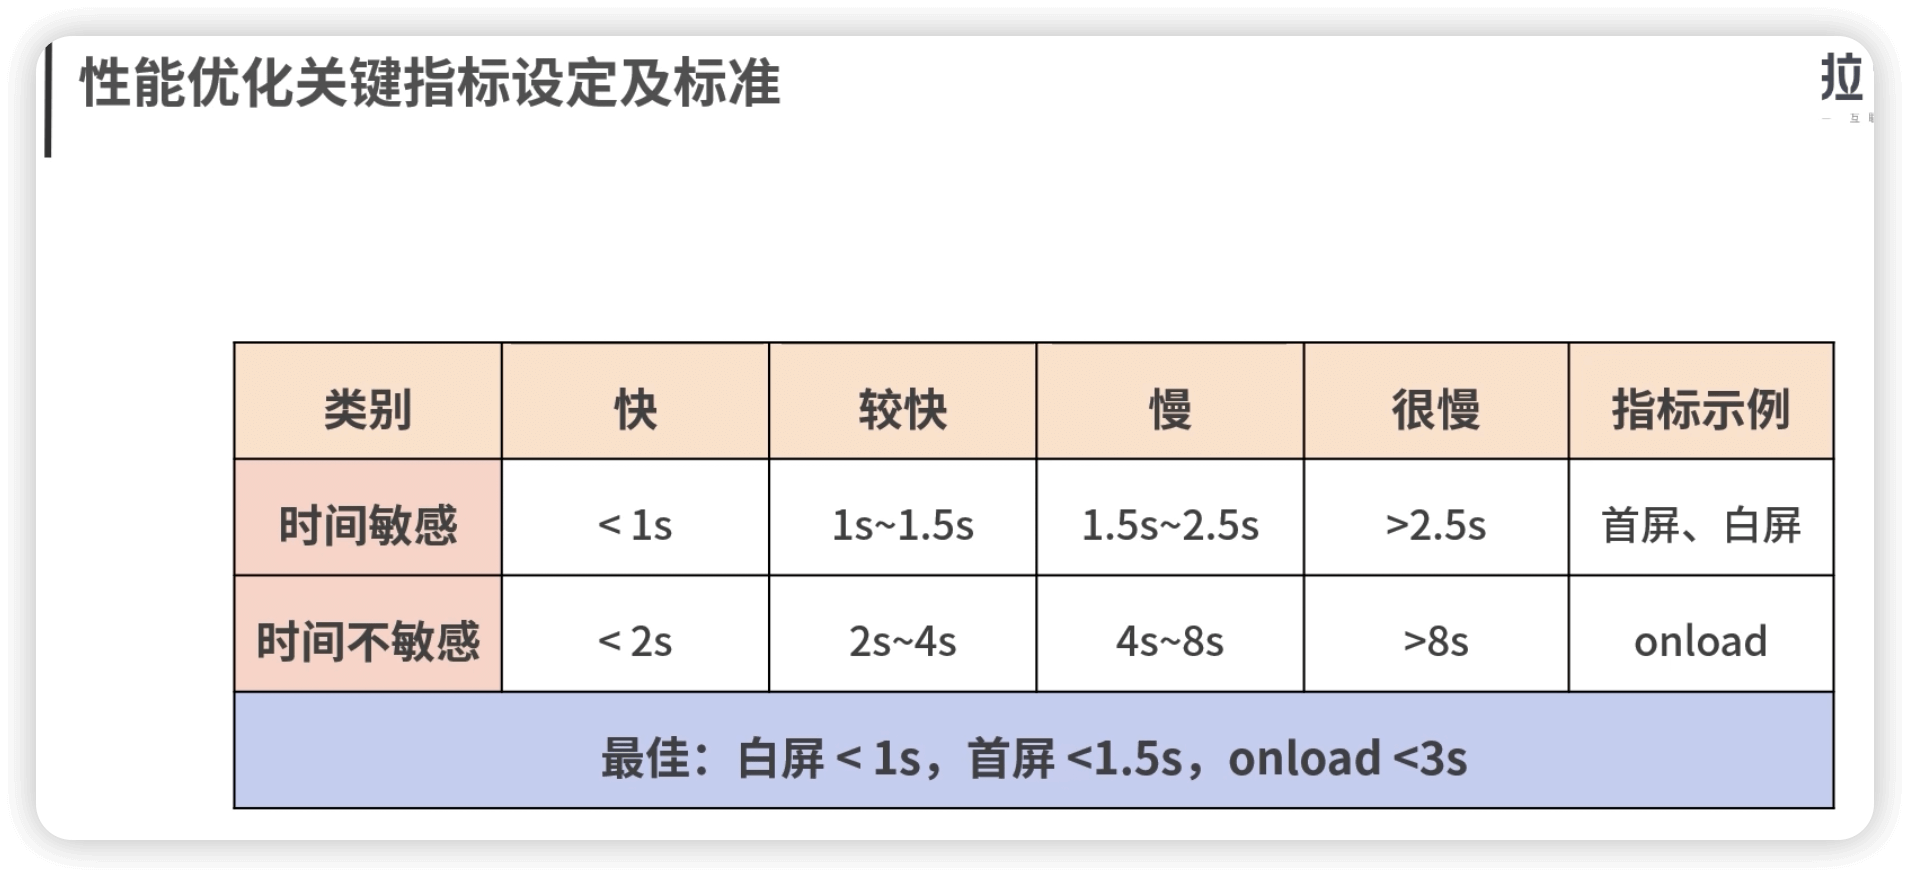 性能优化关键指标设定及标准
拉
— 互
类别 快 较快 慢 很慢 指标示例
时间敏感 < 1s 1s~1.5s 1.5s~2.5s >2.5s 首屏、白屏
时间不敏感 < 2s 2s~4s 4s~8s >8s onload
最佳：白屏 < 1s，首屏 <1.5s，onload <3s